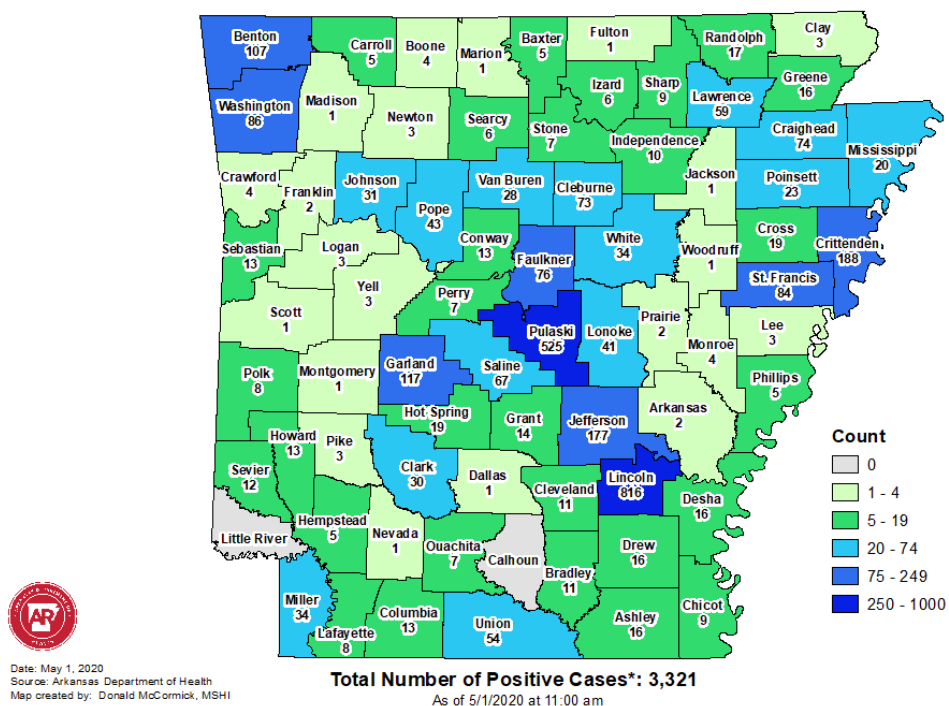 Benton
107
Carroll
5
Boone
4
Marion
1
Baxter
5
Fulton
1
Randolph
17
Clay
3
Washington
86
Madison
1
Newton
3
Searcy
6
Stone
7
Izard
6
Sharp
9
Lawrence
59
Greene
16
Independence
10
Craighead
74
Mississippi
20
Crawford
4
Franklin
2
Johnson
31
Pope
43
Van Buren
28
Cleburne
73
Jackson
1
Poinsett
23
Sebastian
13
Logan
3
Conway
13
Faulkner
76
White
34
Woodruff
1
Cross
19
Crittenden
188
Yell
3
Perry
7
St. Francis
84
Scott
1
Pulaski
525
Lonoke
41
Prairie
2
Monroe
4
Lee
3
Polk
8
Montgomery
1
Garland
117
Saline
67
Phillips
5
Hot Spring
19
Grant
14
Jefferson
177
Arkansas
2
Howard
13
Pike
3
Sevier
12
Clark
30
Dallas
1
Cleveland
11
Lincoln
816
Desha
16
Little River
Hempstead
5
Nevada
1
Ouachita
7
Calhoun
Bradley
11
Drew
16
Miller
34
Lafayette
8
Columbia
13
Union
54
Ashley
16
Chicot
9
Count
0
1 - 4
5 - 19
20 - 74
75 - 249
250 - 1000
AR
Date: May 1, 2020
Source: Arkansas Department of Health
Map created by: Donald McCormick, MSHI
Total Number of Positive Cases*: 3,321
As of 5/1/2020 at 11:00 am